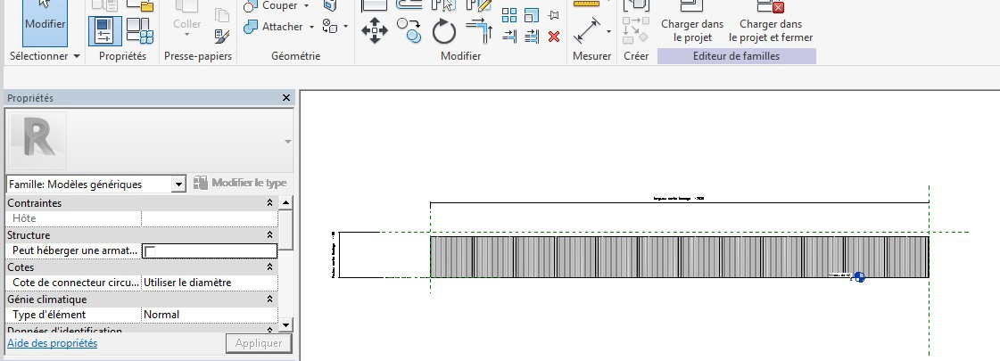 Couper
Modifier
Coller
Attacher
Charger dans
le projet
Charger dans
le projet et fermer
Sélectionner
Propriétés
Presse-papiers
Géométrie
Modifier
Mesurer
Créer
Editeur de familles
Propriétés
R
Famille: Modèles génériques
Modifier le type
Contraintes
Hôte
Structure
Peut héberger une armat...
Cotes
Cote de connecteur circu... Utiliser le diamètre
Génie climatique
Type d'élément Normal
Données d'identification
Aide des propriétés
Appliquer